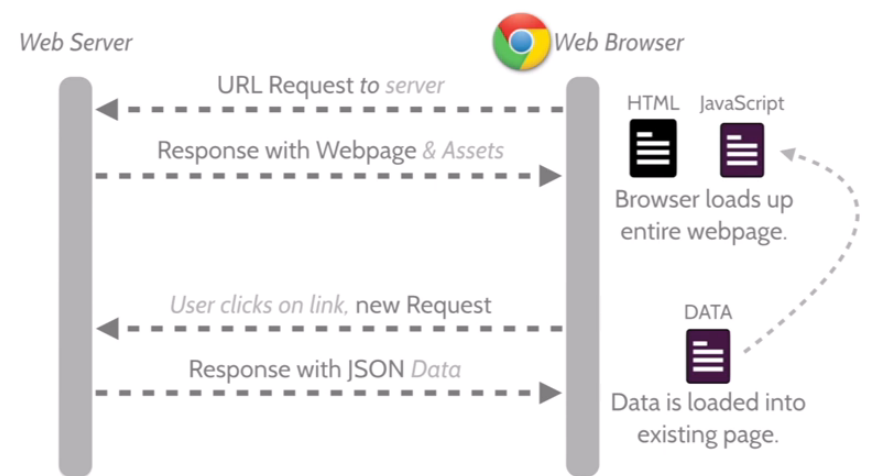 Web Server
Web Browser
URL Request to server
HTML
JavaScript
Response with Webpage & Assets
Browser loads up
entire webpage.
User clicks on link, new Request
DATA
Response with JSON Data
Data is loaded into
existing page.